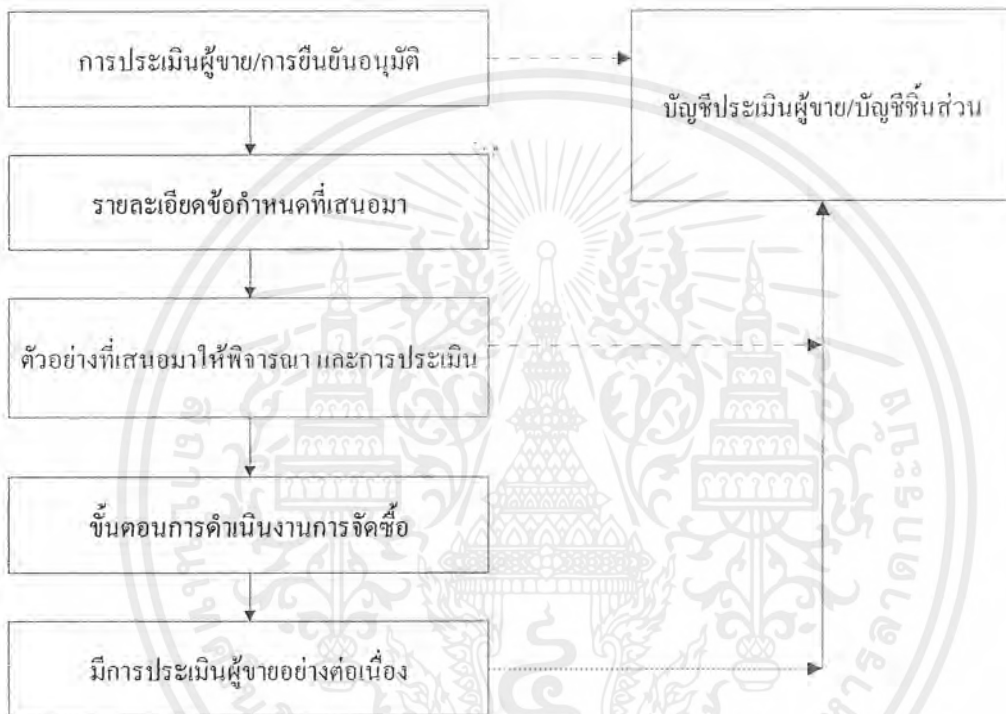 การประเมินผู้ขาย/การยืนยันอนุมัติ
บัญชีประเมินผู้ขาย/บัญชีชิ้นส่วน
รายละเอียดข้อกำหนดที่เสนอมา
ตัวอย่างที่เสนอมาให้พิจารณา และการประเมิน
ขั้นตอนการดำเนินงานการจัดซื้อ
มีการประเมินผู้ขายอย่างต่อเนื่อง